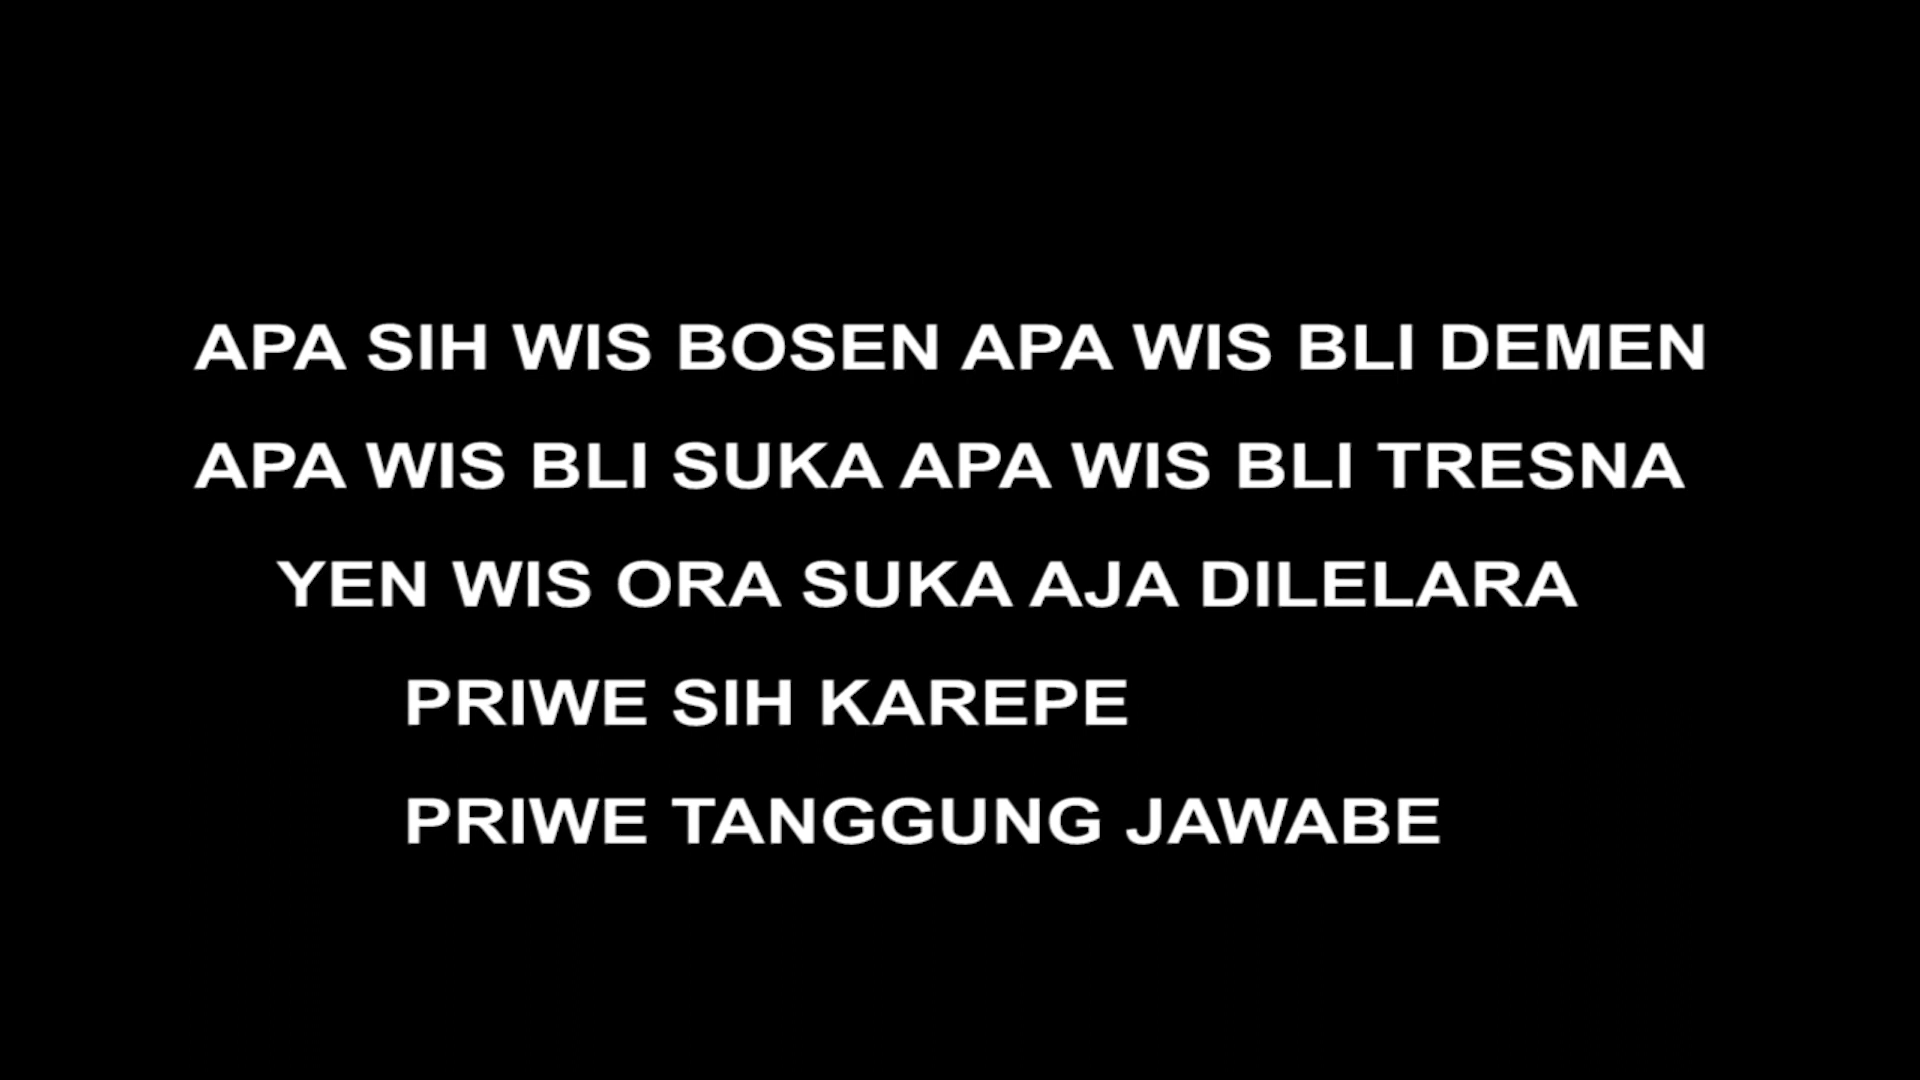 APA SIH WIS BOSEN APA WIS BLI DEMEN
APA WIS BLI SUKA APA WIS BLI TRESNA
YEN WIS ORA SUKA AJA DILELARA
PRIWE SIH KAREPE
PRIWE TANGGUNG JAWABE